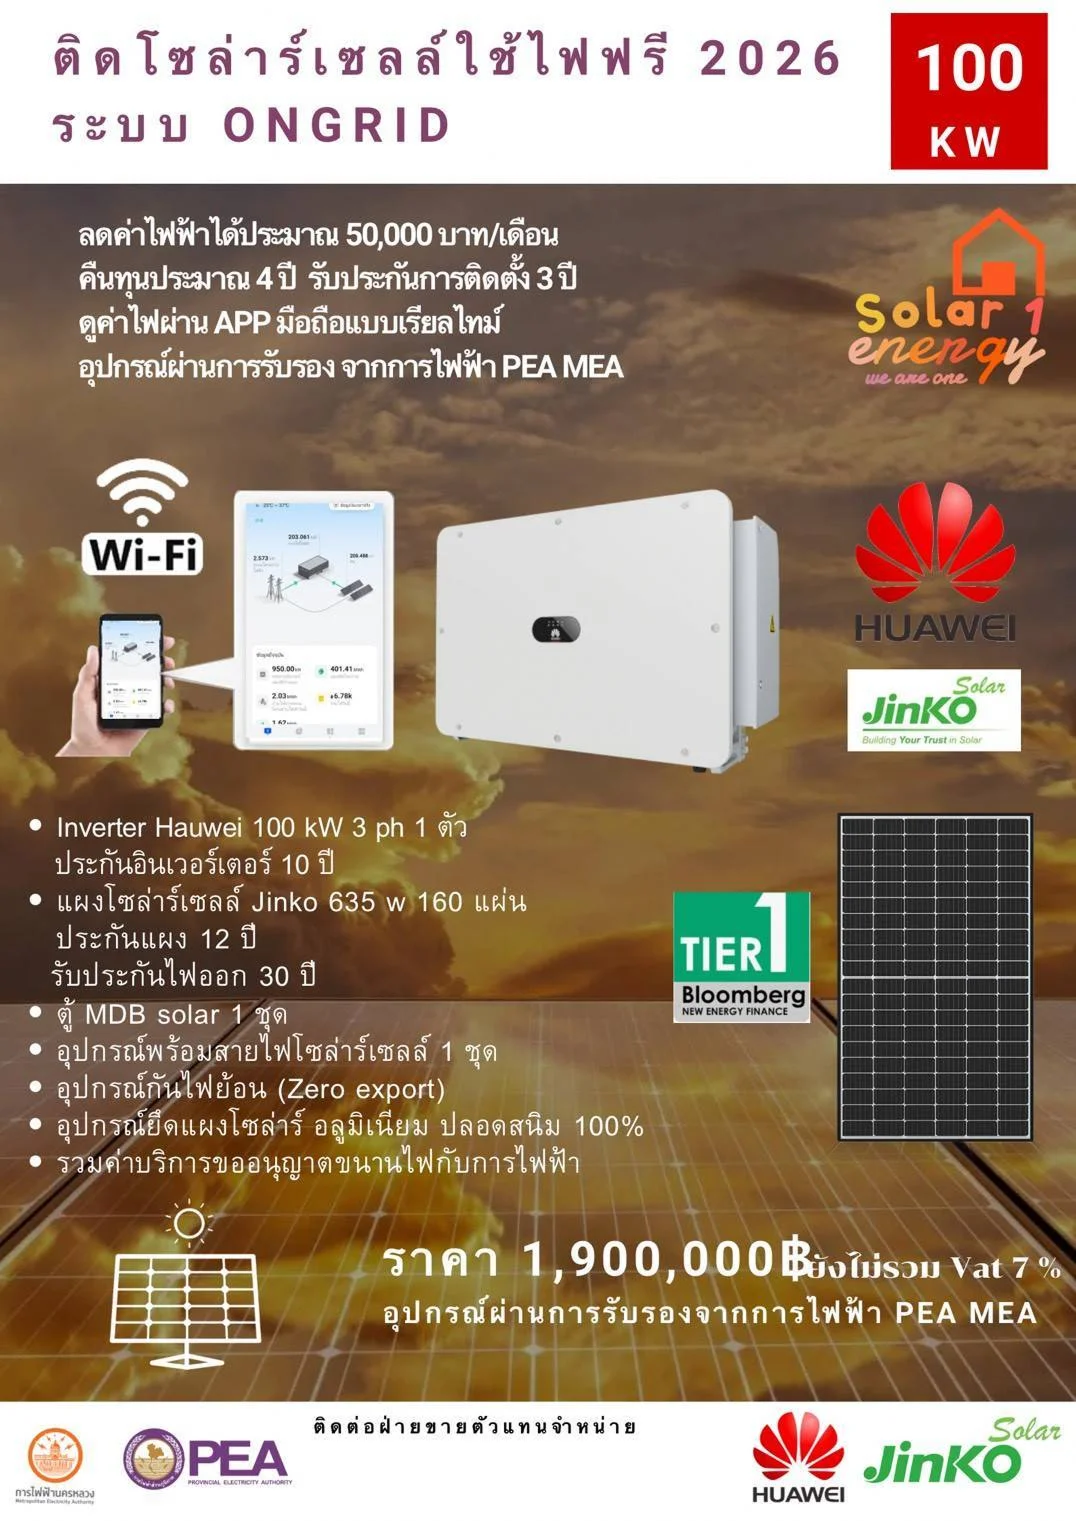 ติดโซล่าร์เซลล์ใช้ไฟฟรี 2026
ระบบ ONGRID
100
KW
ลดค่าไฟฟ้าได้ประมาณ 50,000 บาท/เดือน
คืนทุนประมาณ 4 ปี รับประกันการติดตั้ง 3 ปี
ดูค่าไฟผ่าน APP มือถือแบบเรียลไทม์
อุปกรณ์ผ่านการรับรอง จากการไฟฟ้า PEA MEA
Solar 1
energy
we are one
Wi-Fi
25°C ~ 37°C
203.061
2.573
950.00
401.41
2.03
฿6.78k
1.62
HUAWEI
Solar
JinKO
Building Your Trust in Solar
Inverter Hauwei 100 kW 3 ph 1 ตัว
ประกันอินเวอร์เตอร์ 10 ปี
แผงโซล่าร์เซลล์ Jinko 635 w 160 แผ่น
ประกันแผง 12 ปี
รับประกันไฟออก 30 ปี
ตู้ MDB solar 1 ชุด
อุปกรณ์พร้อมสายไฟโซล่าร์เซลล์ 1 ชุด
อุปกรณ์กันไฟย้อน (Zero export)
อุปกรณ์ยึดแผงโซล่าร์ อลูมิเนียม ปลอดสนิม 100%
รวมค่าบริการขออนุญาตขนานไฟกับการไฟฟ้า
TIER 1
Bloomberg
NEW ENERGY FINANCE
ราคา 1,900,000฿ ยังไม่รวม Vat 7 %
อุปกรณ์ผ่านการรับรองจากการไฟฟ้า PEA MEA
ติดต่อฝ่ายขายตัวแทนจำหน่าย
การไฟฟ้านครหลวง
Metropolitan Electricity Authority
PEA
PROVINCIAL ELECTRICITY AUTHORITY
HUAWEI
Solar
JinKO